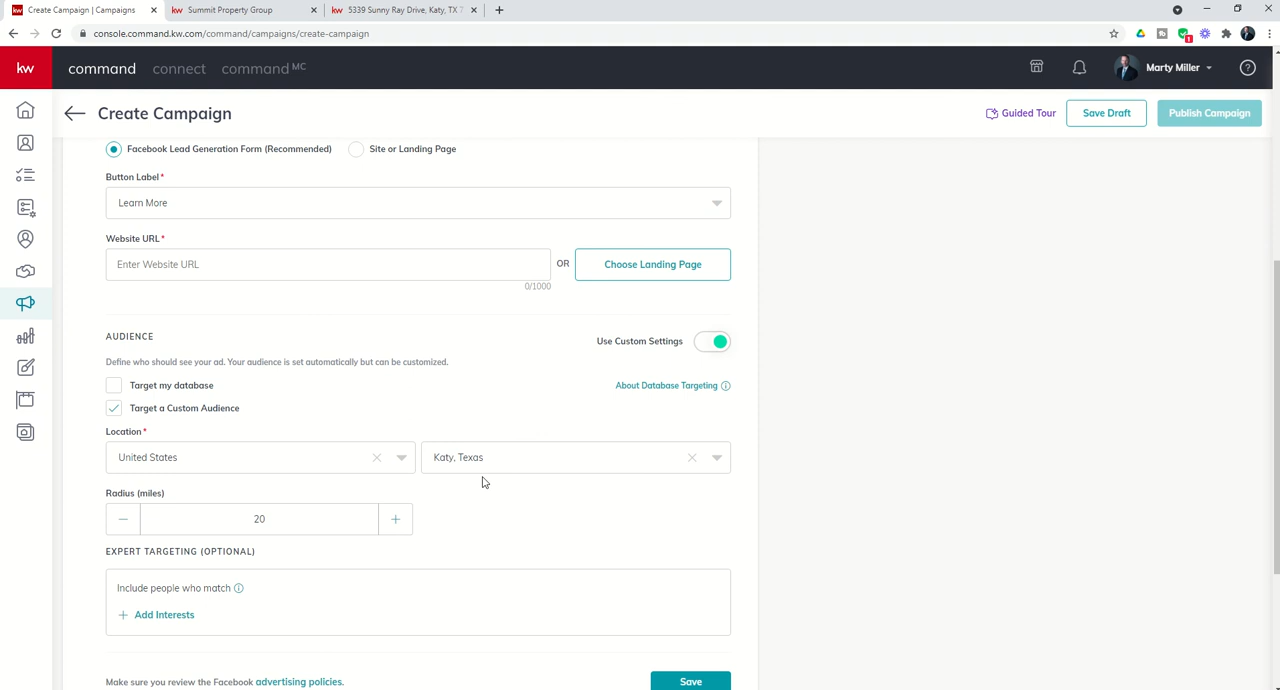 Create Campaign | Campaigns
kw Summit Property Group
kw 5339 Sunny Ray Drive, Katy, TX 7
console.command.kw.com/command/campaigns/create-campaign
kw command connect command MC Marty Miller
Create Campaign Guided Tour Save Draft Publish Campaign
Facebook Lead Generation Form (Recommended) Site or Landing Page
Button Label*
Learn More
Website URL*
Enter Website URL OR Choose Landing Page
0/1000
AUDIENCE Use Custom Settings
Define who should see your ad. Your audience is set automatically but can be customized.
Target my database About Database Targeting
Target a Custom Audience
Location*
United States Katy, Texas
Radius (miles)
− 20 +
EXPERT TARGETING (OPTIONAL)
Include people who match
+ Add Interests
Make sure you review the Facebook advertising policies. Save